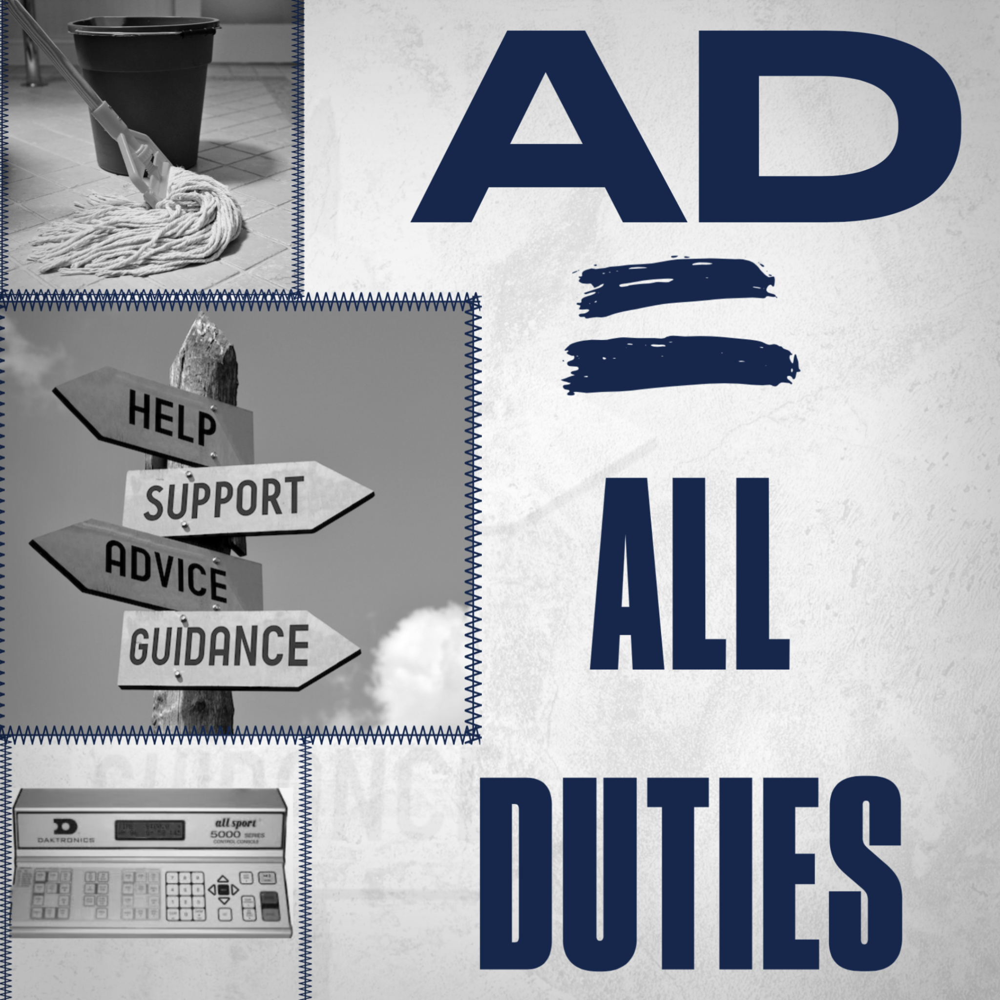 AD
=
ALL
DUTIES
HELP
SUPPORT
ADVICE
GUIDANCE
DAKTRONICS
all sport
5000 SERIES
CONTROL CONSOLE